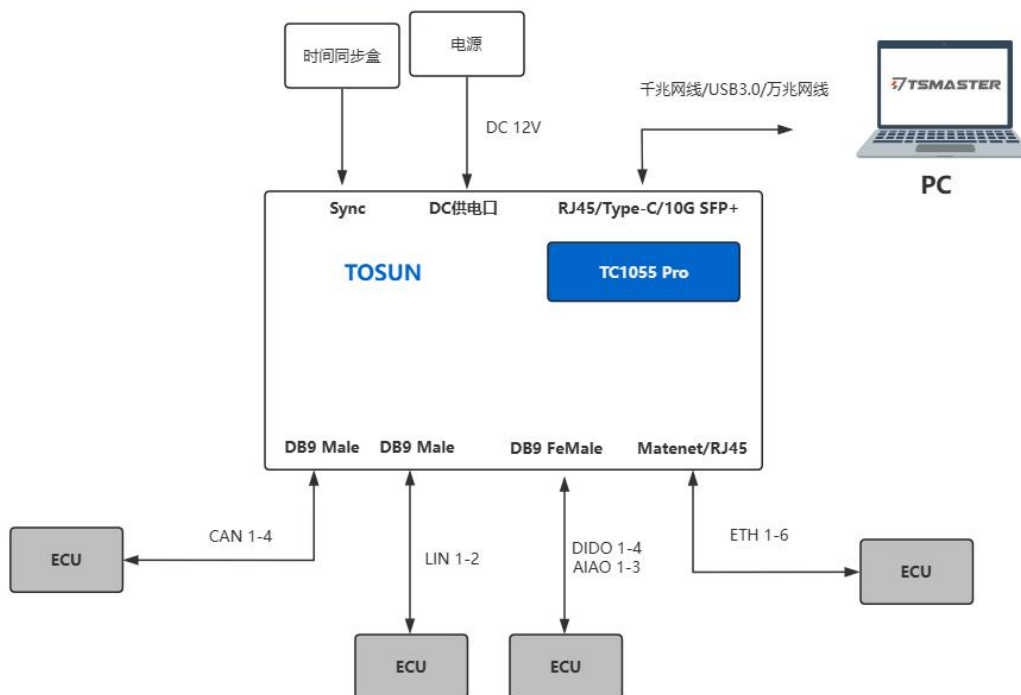 时间同步盒
电源
千兆网线/USB3.0/万兆网线
TSMASTER
DC 12V
PC
Sync
DC供电口
RJ45/Type-C/10G SFP+
TOSUN
TC1055 Pro
DB9 Male
DB9 Male
DB9 FeMale
Matenet/RJ45
CAN 1-4
LIN 1-2
DIDO 1-4
AIAO 1-3
ETH 1-6
ECU
ECU
ECU
ECU